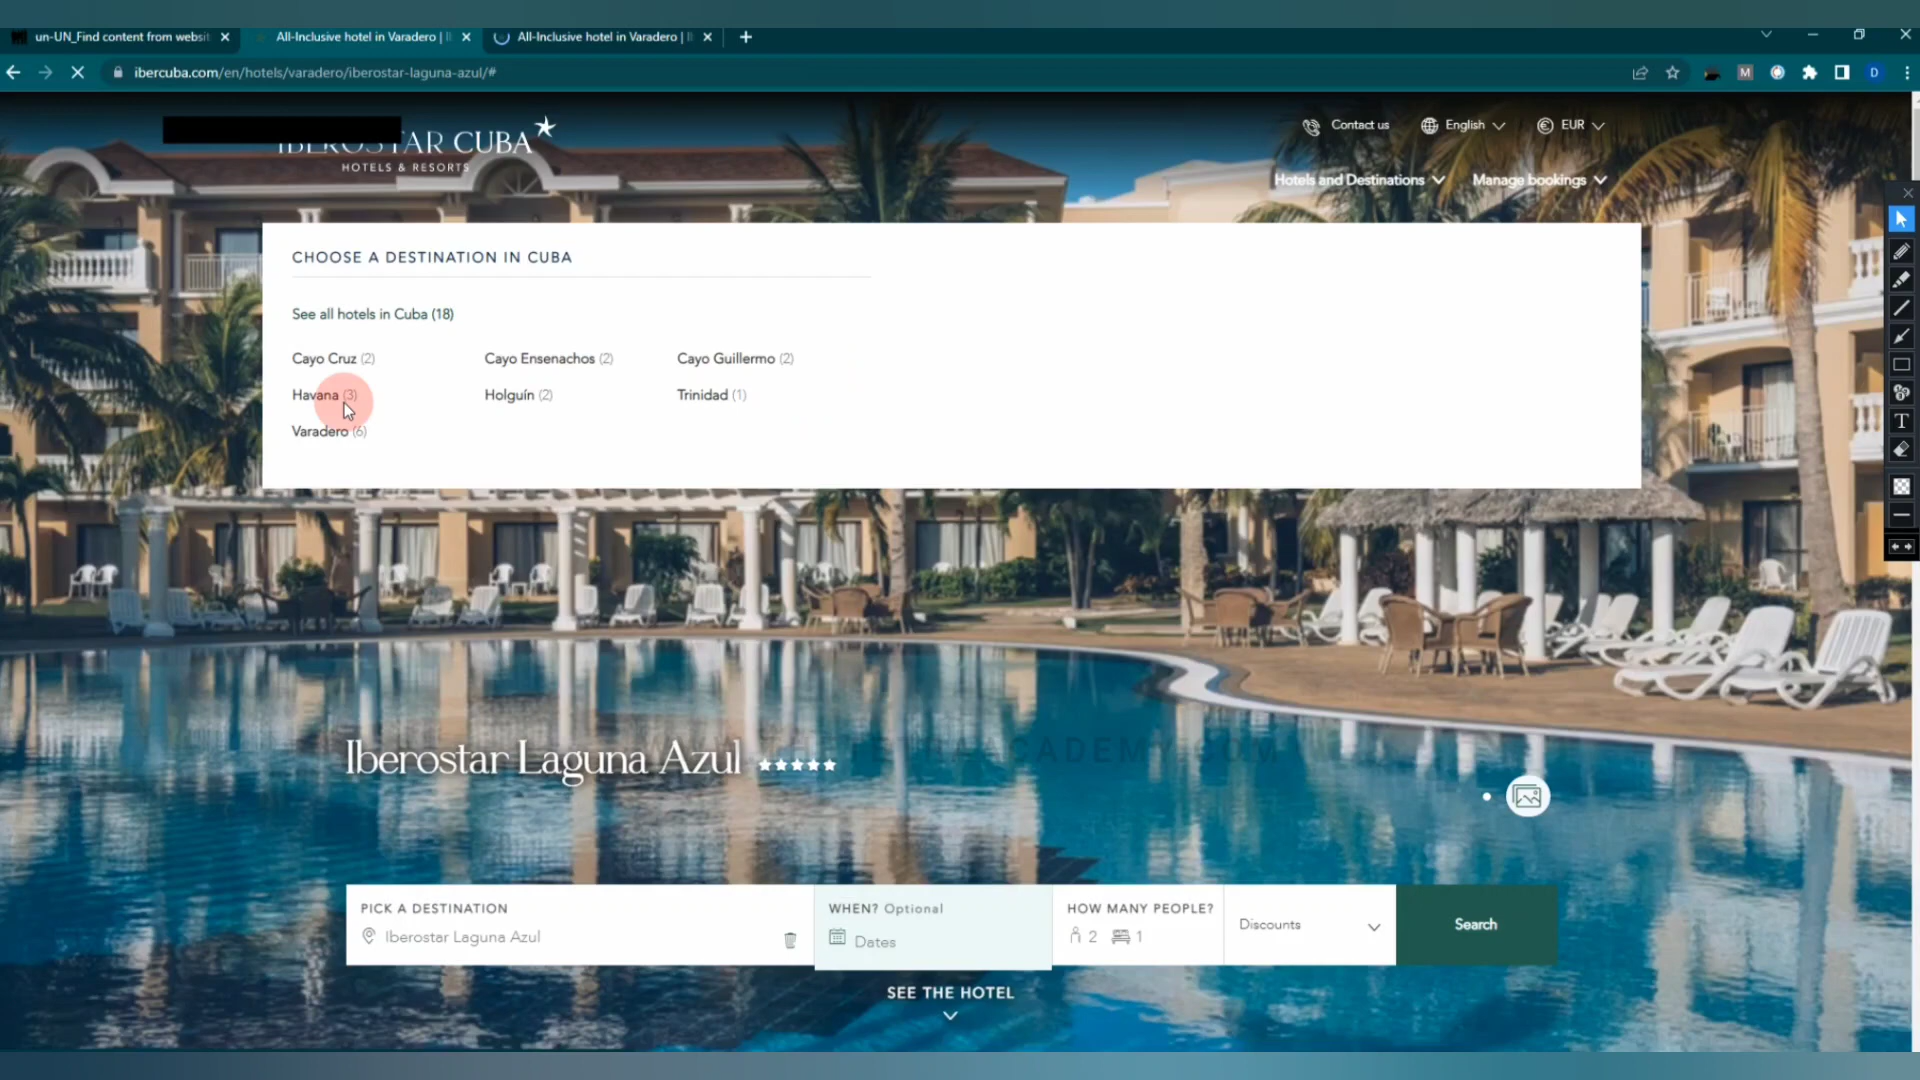 un-UN_Find content from websit
All-Inclusive hotel in Varadero |
All-Inclusive hotel in Varadero |
ibercuba.com/en/hotels/varadero/iberostar-laguna-azul/#
M
D
IBEROSTAR CUBA
HOTELS & RESORTS
Contact us
English
EUR
Hotels and Destinations
Manage bookings
CHOOSE A DESTINATION IN CUBA
See all hotels in Cuba (18)
Cayo Cruz (2)
Cayo Ensenachos (2)
Cayo Guillermo (2)
Havana (3)
Holguín (2)
Trinidad (1)
Varadero (6)
T
Iberostar Laguna Azul
PICK A DESTINATION
Iberostar Laguna Azul
WHEN? Optional
Dates
HOW MANY PEOPLE?
2
1
Discounts
Search
SEE THE HOTEL